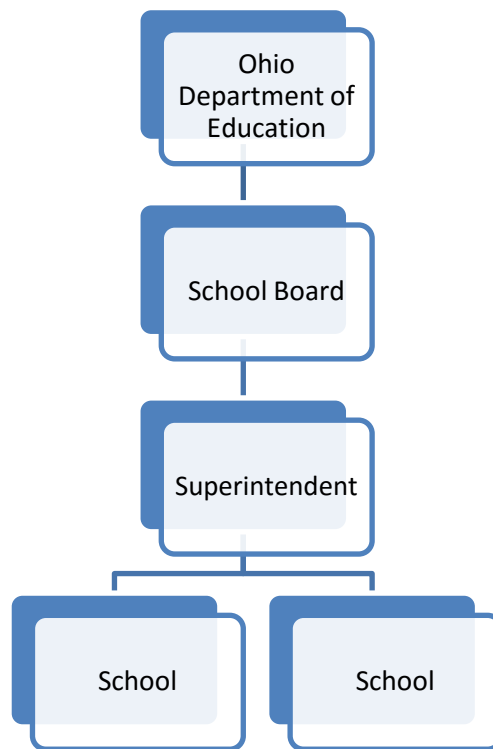 Ohio
Department of
Education
School Board
Superintendent
School
School